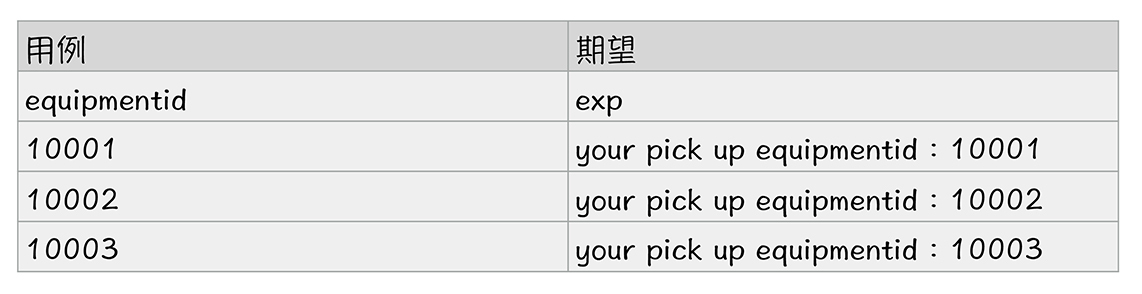 用例 期望
equipmentid exp
10001 your pick up equipmentid：10001
10002 your pick up equipmentid：10002
10003 your pick up equipmentid：10003